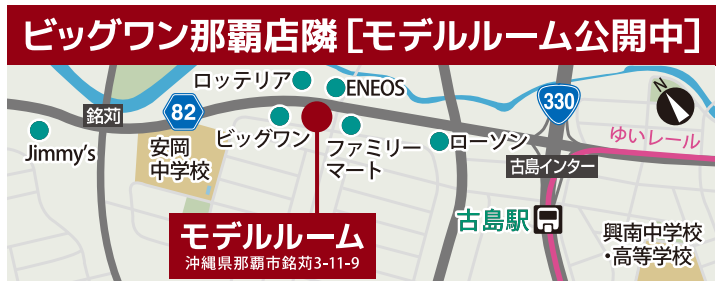 ビッグワン那覇店隣[モデルルーム公開中]
ロッテリア
ENEOS
330
N
82
銘苅
Jimmy's
安岡
中学校
ビッグワン
ファミリー
マート
ローソン
ゆいレール
古島インター
モデルルーム
沖縄県那覇市銘苅3-11-9
古島駅
興南中学校
・高等学校